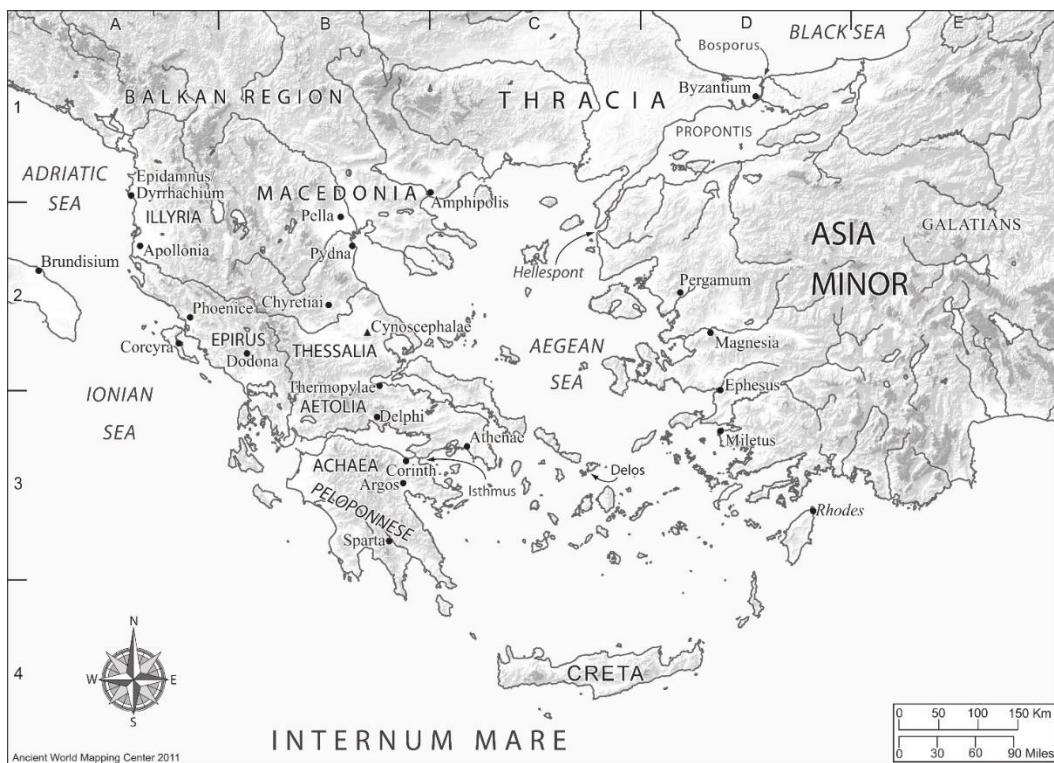 A B C D E
1
2
3
4
BLACK SEA
Bosporus
BALKAN REGION
THRACIA
Byzantium
PROPONTIS
ADRIATIC
SEA
Epidamnus/
Dyrrhachium
ILLYRIA
MACEDONIA
Amphipolis
Pella
Apollonia
Pydna
Brundisium
Hellespont
ASIA
MINOR
GALATIANS
Pergamum
Phoenice
Chyretiai
Cynoscephalae
Corcyra
EPIRUS
Dodona
THESSALIA
AEGEAN
SEA
Magnesia
IONIAN
SEA
Thermopylae
AETOLIA
Delphi
Ephesus
Athenae
Miletus
ACHAEA
Corinth
Argos
Isthmus
Delos
PELOPONNESE
Sparta
Rhodes
N
W E
S
CRETA
INTERNUM MARE
0 50 100 150 Km
0 30 60 90 Miles
Ancient World Mapping Center 2011